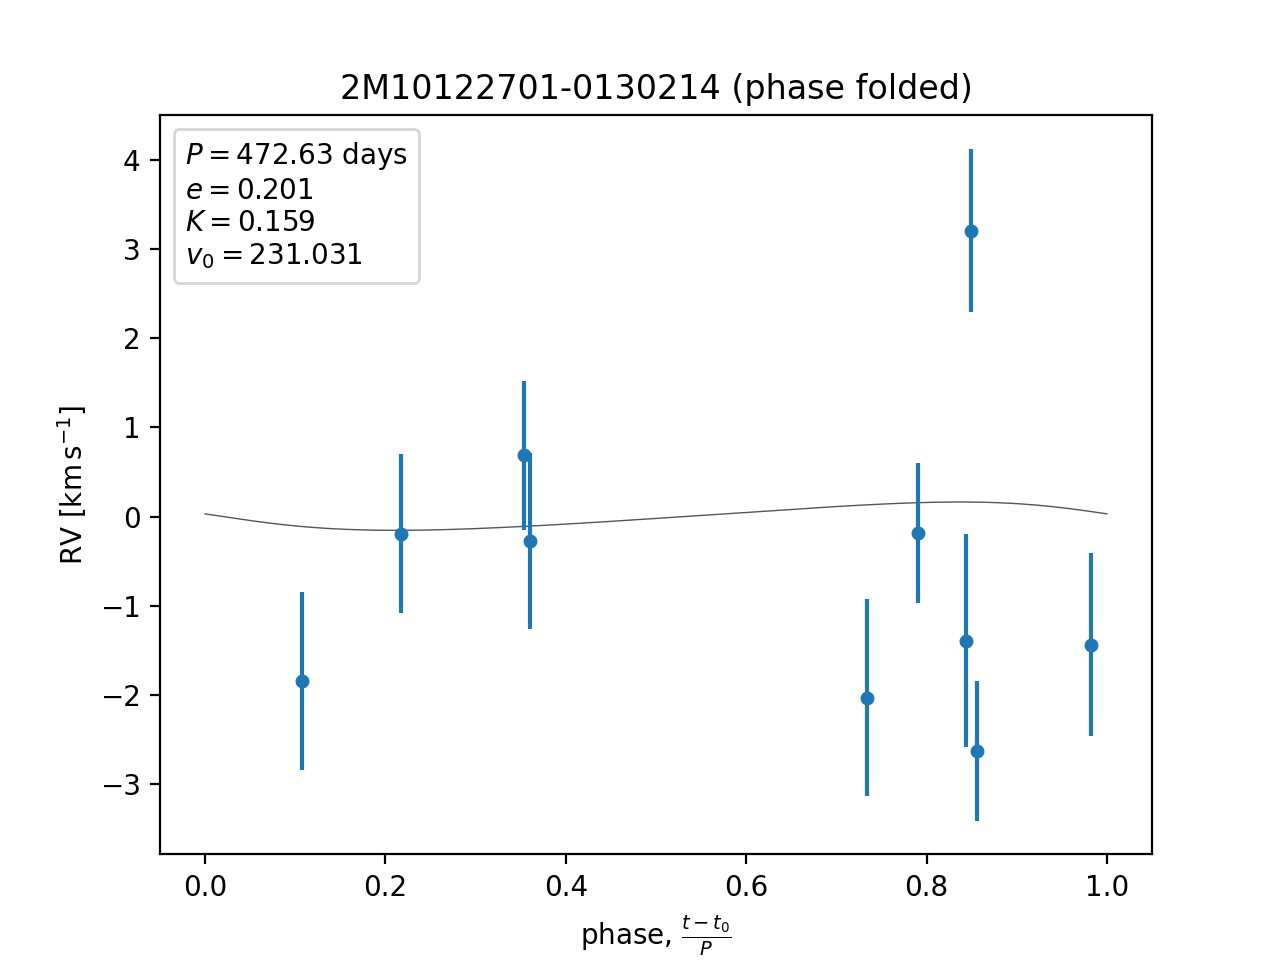 2M10122701-0130214 (phase folded)
P = 472.63 days
e = 0.201
K = 0.159
v₀ = 231.031
4
3
2
1
0
−1
−2
−3
RV [km s⁻¹]
0.0 0.2 0.4 0.6 0.8 1.0
phase, (t − t₀)/P